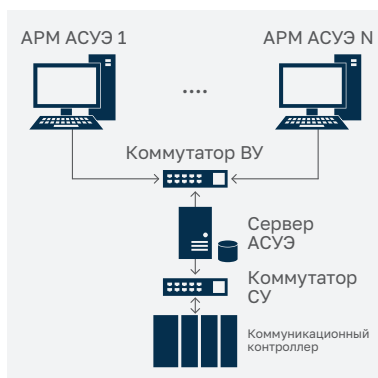 АРМ АСУЭ 1
АРМ АСУЭ N
....
Коммутатор ВУ
Сервер
АСУЭ
Коммутатор
СУ
Коммуникационный
контроллер